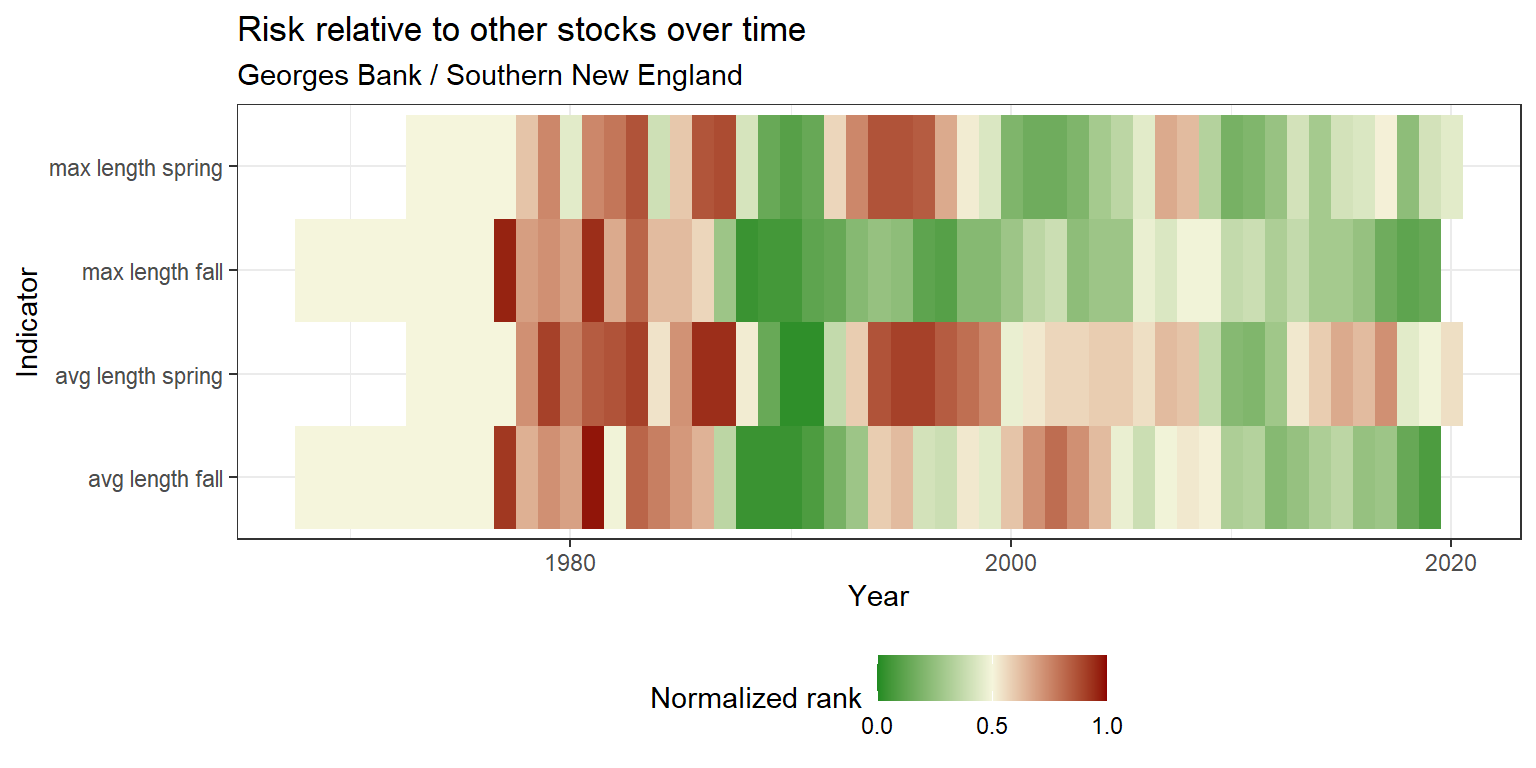 Risk relative to other stocks over time
Georges Bank / Southern New England
Indicator
max length spring
max length fall
avg length spring
avg length fall
1980 2000 2020
Year
Normalized rank
0.0 0.5 1.0